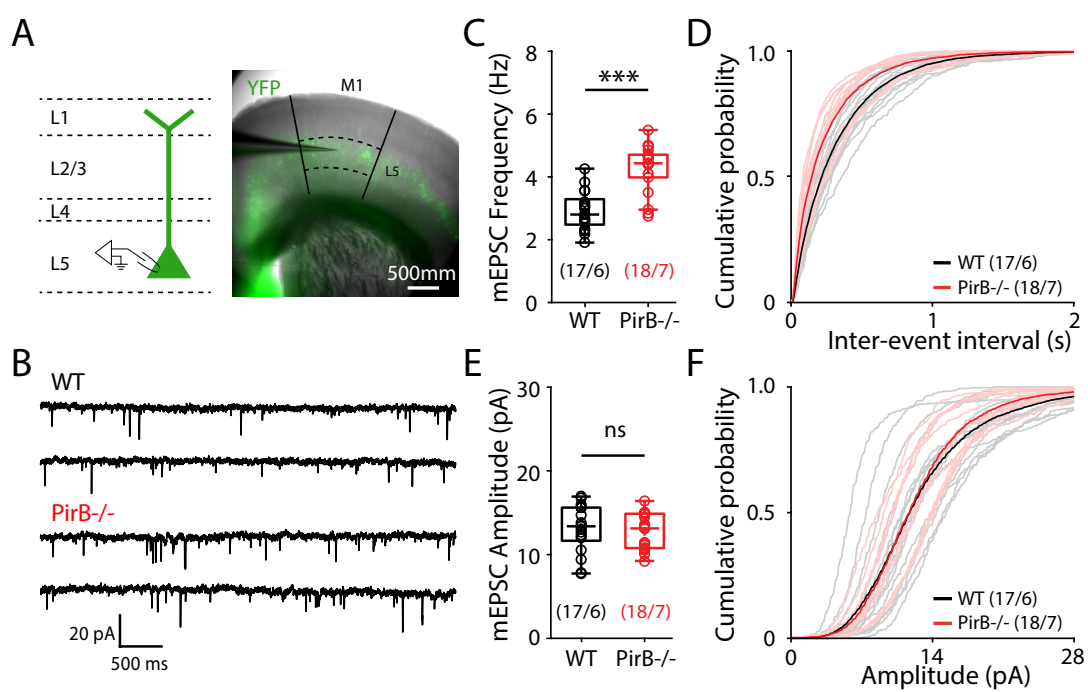 A
L1
L2/3
L4
L5
YFP
M1
L5
500mm
B
WT
PirB-/-
20 pA
500 ms
C
mEPSC Frequency (Hz)
8
6
4
2
0
***
(17/6)
(18/7)
WT
PirB-/-
D
Cumulative probability
1.0
0.5
0
WT (17/6)
PirB-/- (18/7)
0
1
2
Inter-event interval (s)
E
mEPSC Amplitude (pA)
30
20
10
0
ns
(17/6)
(18/7)
WT
PirB-/-
F
Cumulative probability
1.0
0.5
0
WT (17/6)
PirB-/- (18/7)
0
14
28
Amplitude (pA)